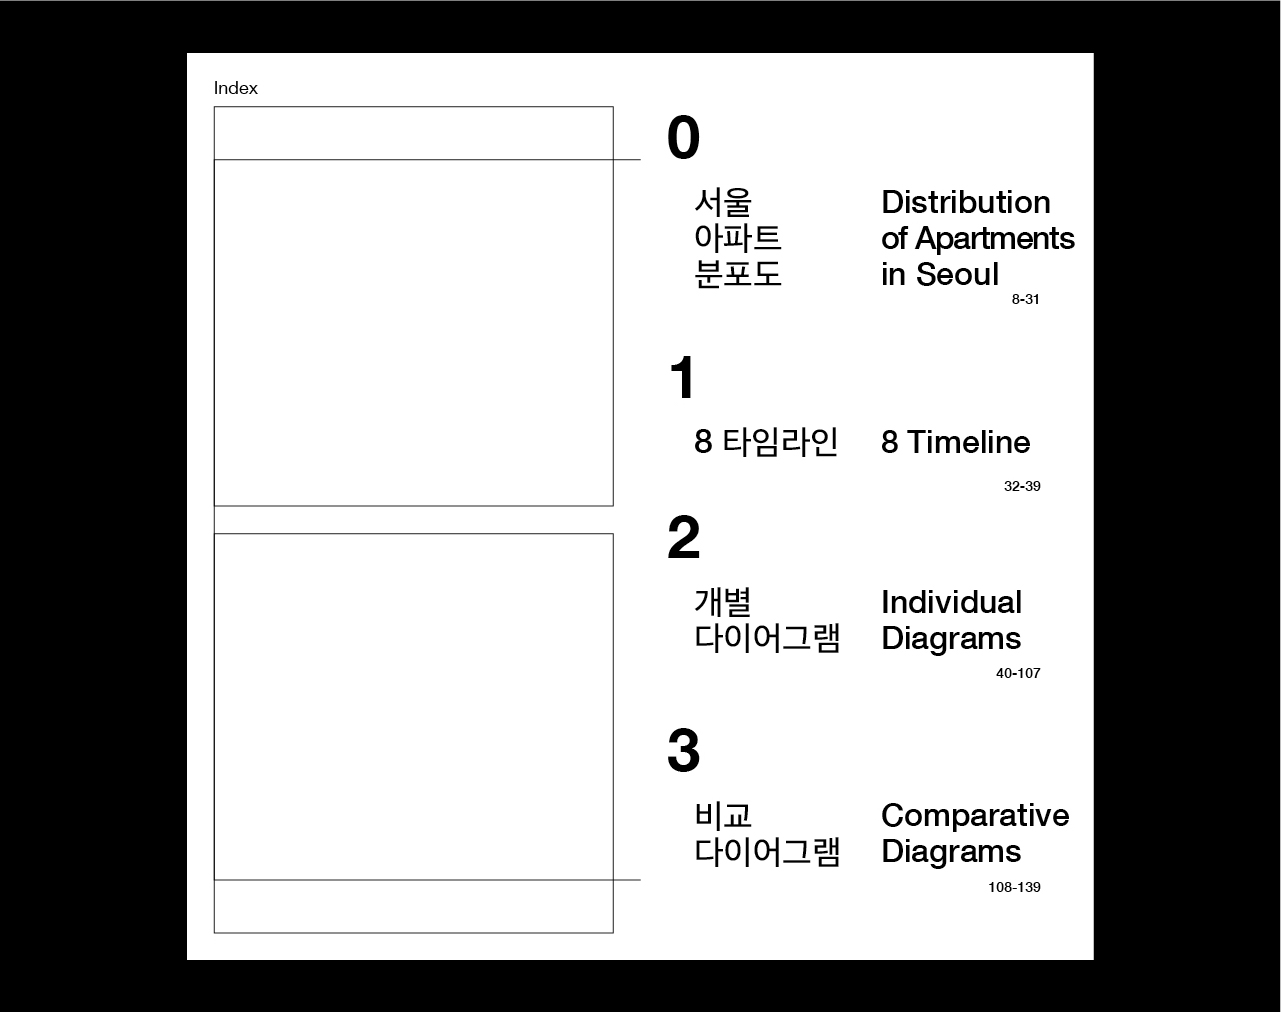 Index
0
서울
아파트
분포도
Distribution
of Apartments
in Seoul
8-31
1
8 타임라인
8 Timeline
32-39
2
개별
다이어그램
Individual
Diagrams
40-107
3
비교
다이어그램
Comparative
Diagrams
108-139